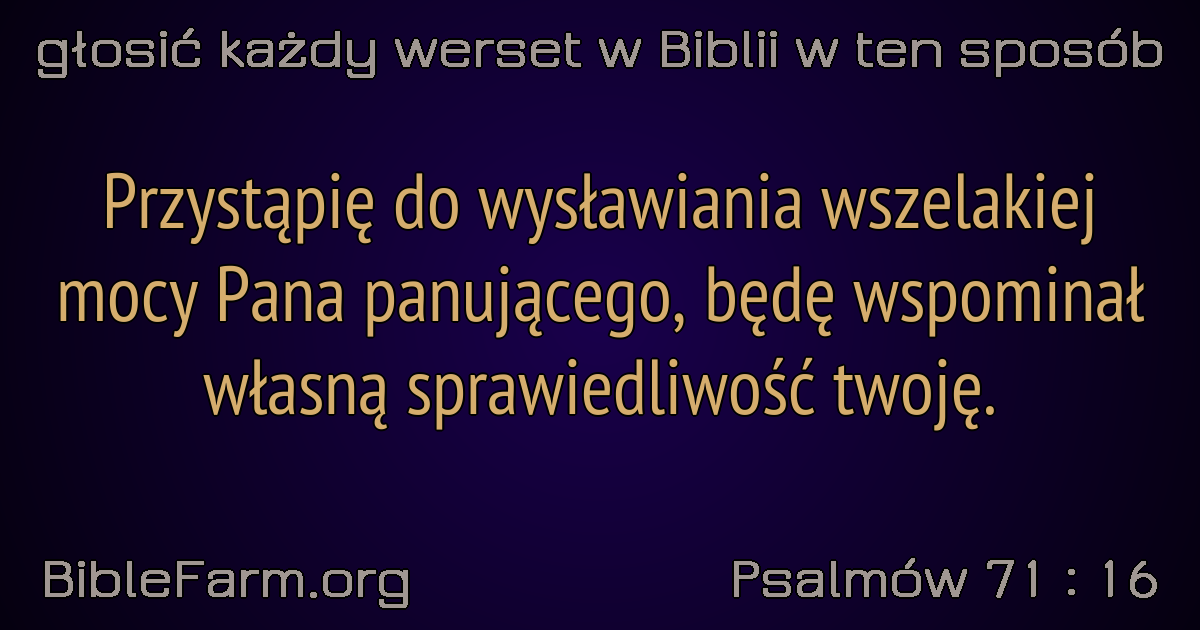 głosić każdy werset w Biblii w ten sposób
Przystąpię do wysławiania wszelakiej
mocy Pana panującego, będę wspominał
własną sprawiedliwość twoję.
BibleFarm.org
Psalmów 71 : 16